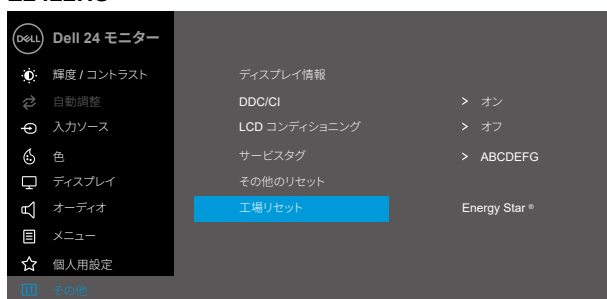 DELL Dell 24 モニター
輝度 / コントラスト
自動調整
入力ソース
色
ディスプレイ
オーディオ
メニュー
個人用設定
その他
ディスプレイ情報
DDC/CI > オン
LCD コンディショニング > オフ
サービスタグ > ABCDEFG
その他のリセット
工場リセット Energy Star ®